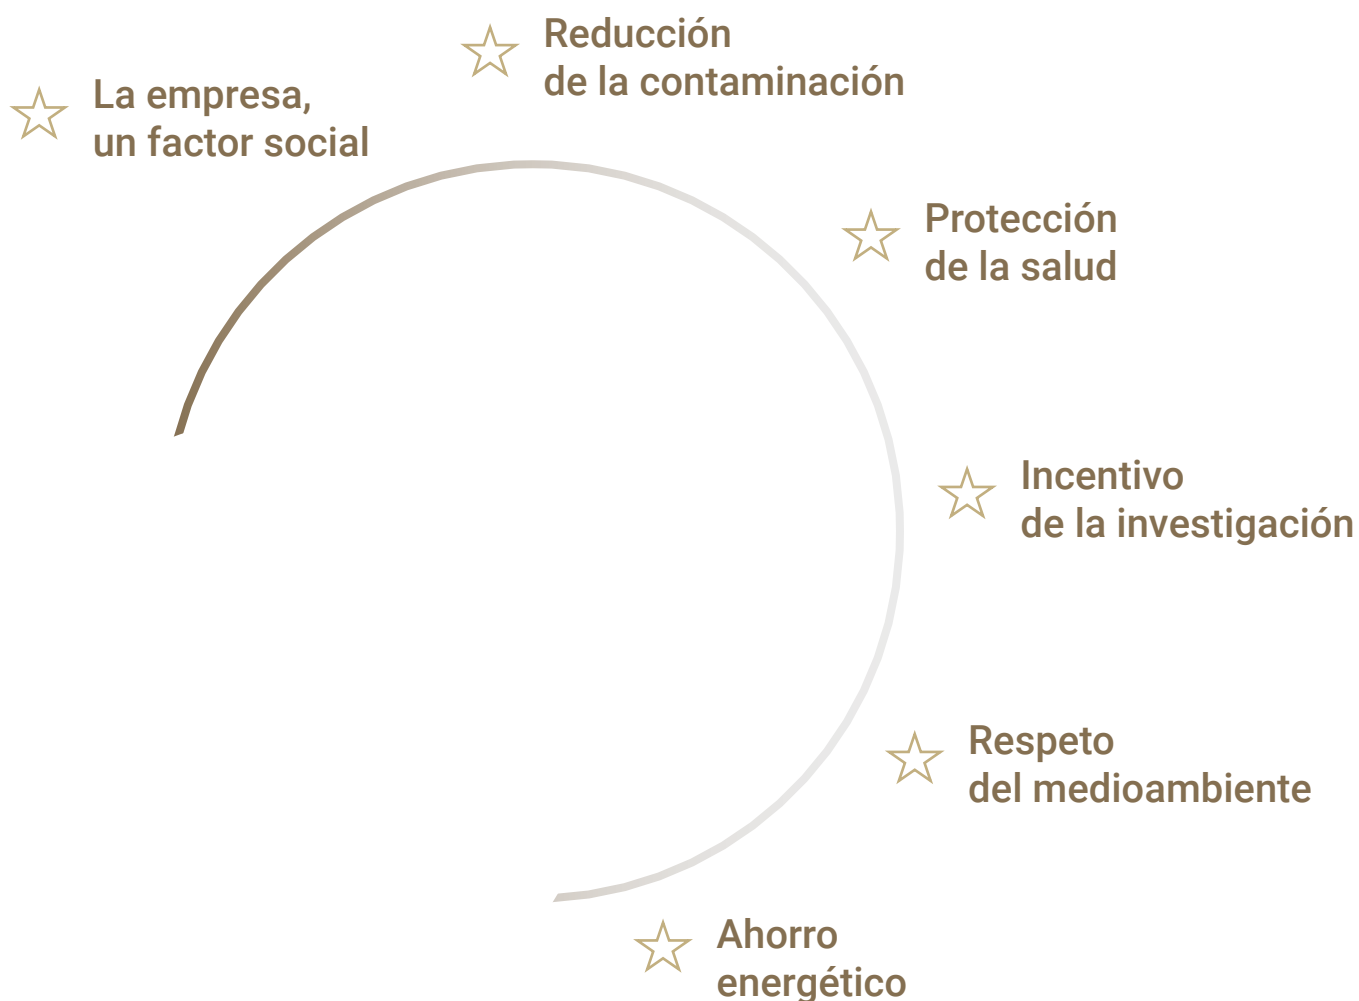 La empresa,
un factor social
Reducción
de la contaminación
Protección
de la salud
Incentivo
de la investigación
Respeto
del medioambiente
Ahorro
energético